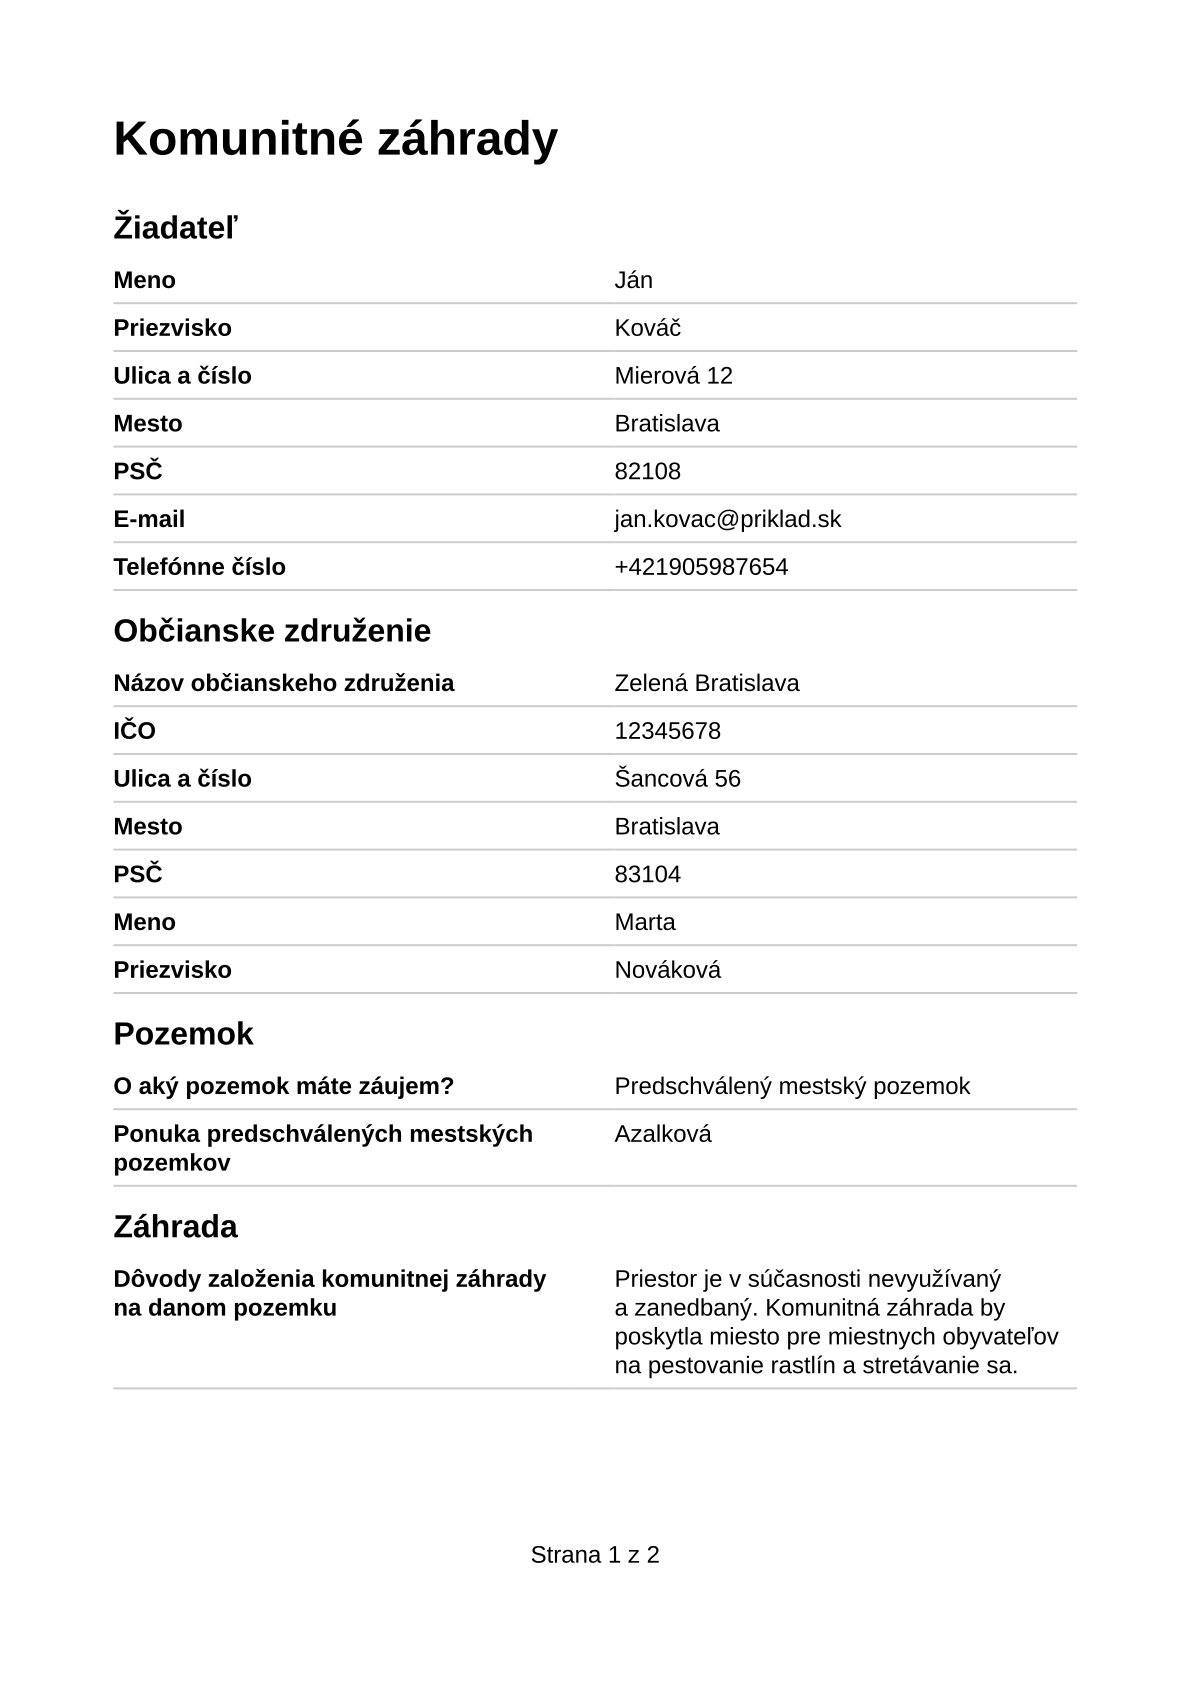 Komunitné záhrady
Žiadateľ
Meno Ján
Priezvisko Kováč
Ulica a číslo Mierová 12
Mesto Bratislava
PSČ 82108
E-mail jan.kovac@priklad.sk
Telefónne číslo +421905987654
Občianske združenie
Názov občianskeho združenia Zelená Bratislava
IČO 12345678
Ulica a číslo Šancová 56
Mesto Bratislava
PSČ 83104
Meno Marta
Priezvisko Nováková
Pozemok
O aký pozemok máte záujem? Predschválený mestský pozemok
Ponuka predschválených mestských Azalková
pozemkov
Záhrada
Dôvody založenia komunitnej záhrady
na danom pozemku
Priestor je v súčasnosti nevyužívaný
a zanedbaný. Komunitná záhrada by
poskytla miesto pre miestnych obyvateľov
na pestovanie rastlín a stretávanie sa.
Strana 1 z 2